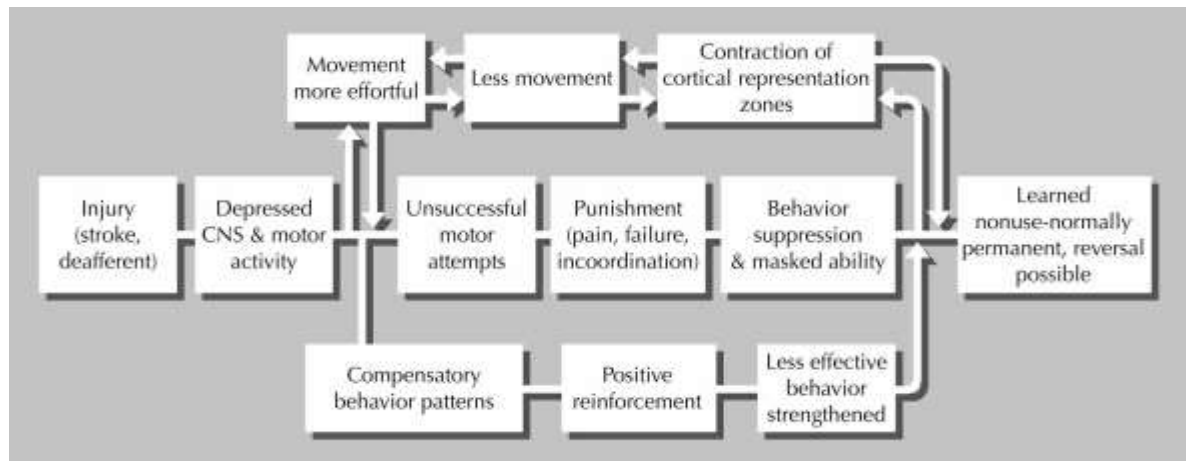 Movement
more effortful
Less movement
Contraction of
cortical representation
zones
Injury
(stroke,
deafferent)
Depressed
CNS & motor
activity
Unsuccessful
motor
attempts
Punishment
(pain, failure,
incoordination)
Behavior
suppression
& masked ability
Learned
nonuse-normally
permanent, reversal
possible
Compensatory
behavior patterns
Positive
reinforcement
Less effective
behavior
strengthened